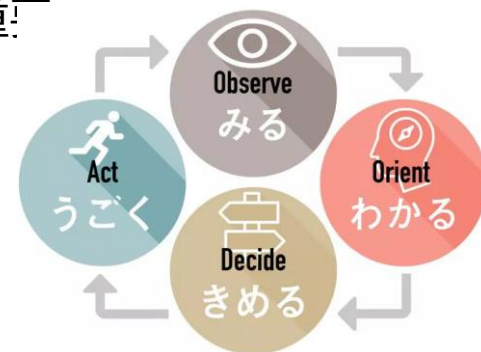 Observe
みる
Orient
わかる
Decide
きめる
Act
うごく